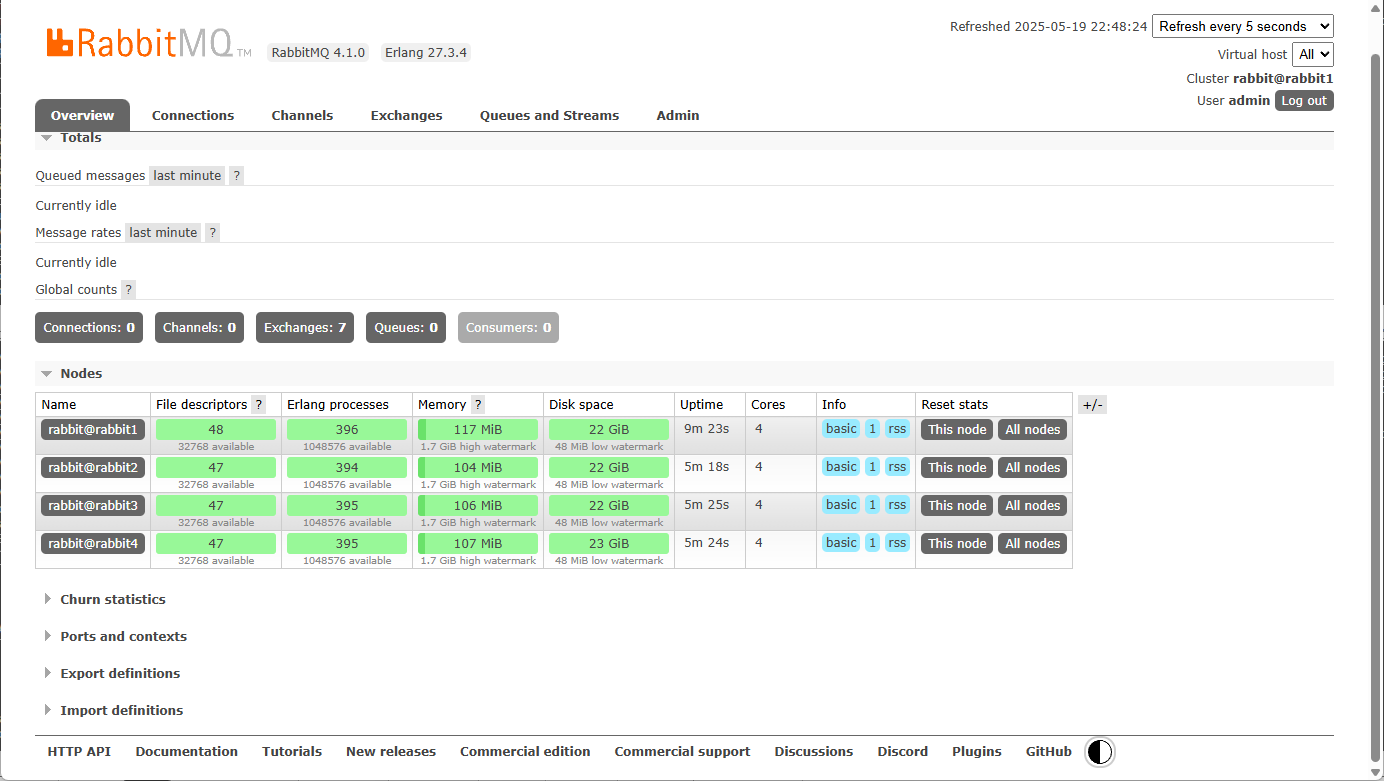 RabbitMQ TM RabbitMQ 4.1.0 Erlang 27.3.4
Refreshed 2025-05-19 22:48:24 Refresh every 5 seconds
Virtual host All
Cluster rabbit@rabbit1
User admin Log out
Overview Connections Channels Exchanges Queues and Streams Admin
Totals
Queued messages last minute ?
Currently idle
Message rates last minute ?
Currently idle
Global counts ?
Connections: 0 Channels: 0 Exchanges: 7 Queues: 0 Consumers: 0
Nodes
Name File descriptors ? Erlang processes Memory ? Disk space Uptime Cores Info Reset stats +/-
rabbit@rabbit1 48 396 117 MiB 22 GiB 9m 23s 4 basic 1 rss This node All nodes
32768 available 1048576 available 1.7 GiB high watermark 48 MiB low watermark
rabbit@rabbit2 47 394 104 MiB 22 GiB 5m 18s 4 basic 1 rss This node All nodes
32768 available 1048576 available 1.7 GiB high watermark 48 MiB low watermark
rabbit@rabbit3 47 395 106 MiB 22 GiB 5m 25s 4 basic 1 rss This node All nodes
32768 available 1048576 available 1.7 GiB high watermark 48 MiB low watermark
rabbit@rabbit4 47 395 107 MiB 23 GiB 5m 24s 4 basic 1 rss This node All nodes
32768 available 1048576 available 1.7 GiB high watermark 48 MiB low watermark
Churn statistics
Ports and contexts
Export definitions
Import definitions
HTTP API Documentation Tutorials New releases Commercial edition Commercial support Discussions Discord Plugins GitHub